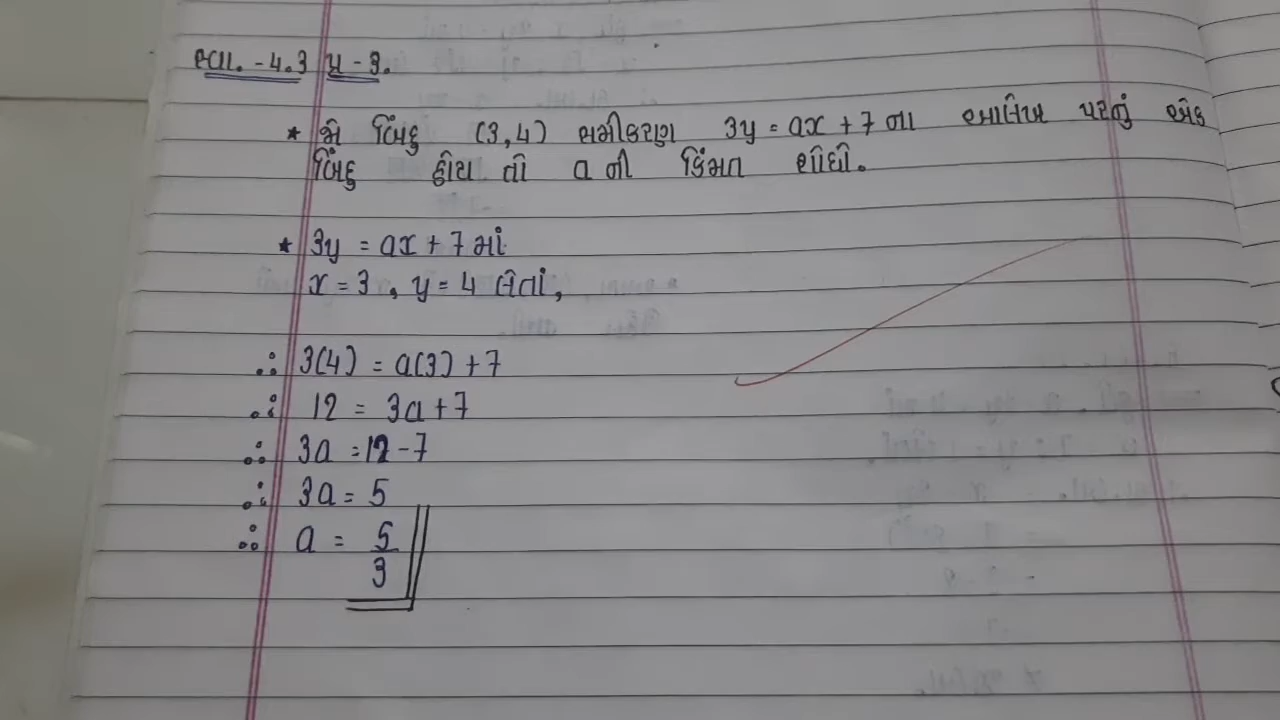 સ્વા. - 4.3 પ્ર - 3.
* જો બિંદુ (3,4) સમીકરણ 3y = ax + 7 ના આલેખ પરનું એક
બિંદુ હોય તો a ની કિંમત શોધો.
* 3y = ax + 7 માં
x = 3, y = 4 લેતાં,
∴ 3(4) = a(3) + 7
∴ 12 = 3a + 7
∴ 3a = 12 - 7
∴ 3a = 5
∴ a = 5/3